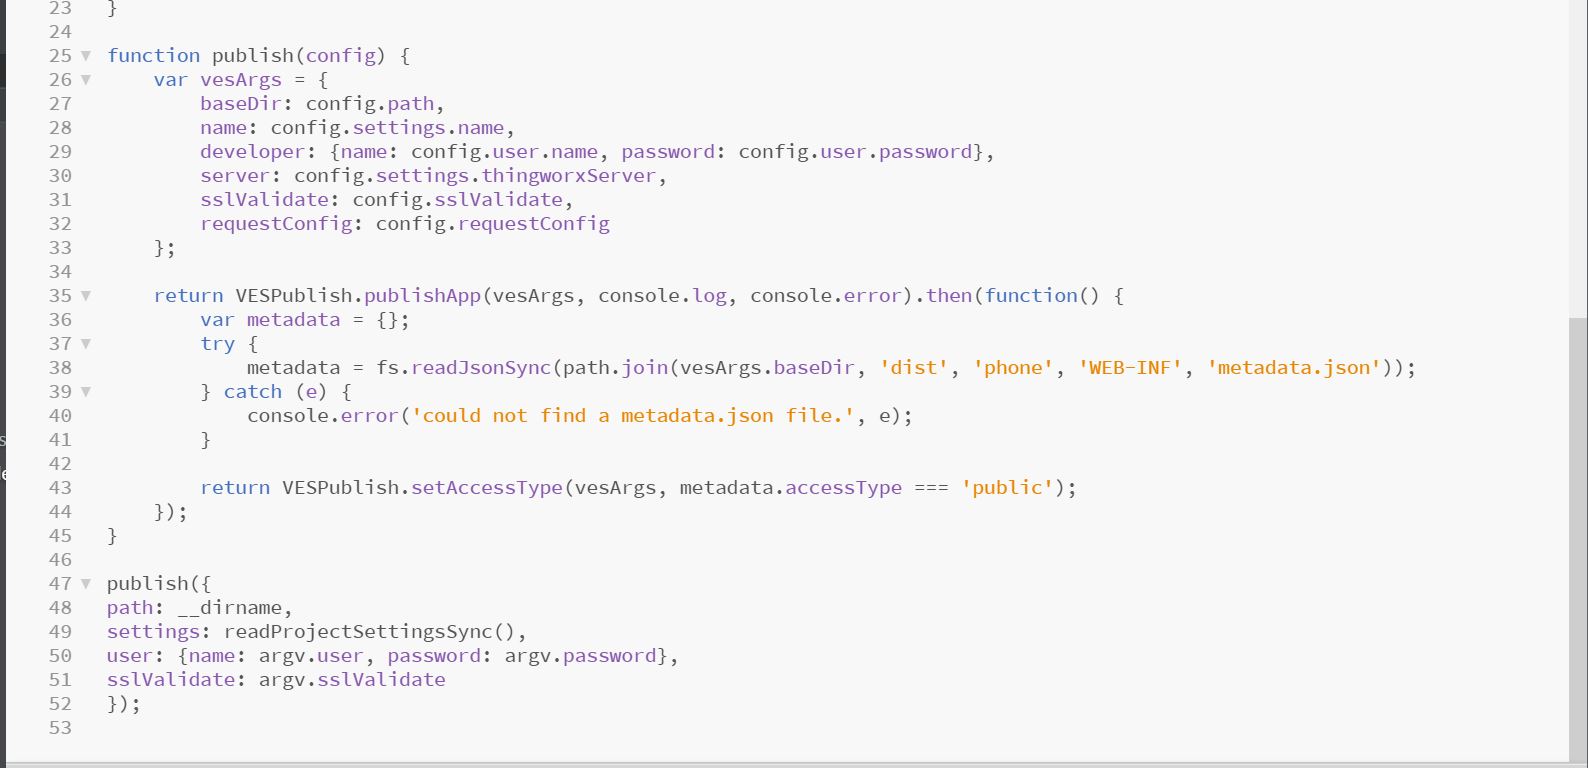 23 }
24
25 function publish(config) {
26     var vesArgs = {
27         baseDir: config.path,
28         name: config.settings.name,
29         developer: {name: config.user.name, password: config.user.password},
30         server: config.settings.thingworxServer,
31         sslValidate: config.sslValidate,
32         requestConfig: config.requestConfig
33     };
34
35     return VESPublish.publishApp(vesArgs, console.log, console.error).then(function() {
36         var metadata = {};
37         try {
38             metadata = fs.readJsonSync(path.join(vesArgs.baseDir, 'dist', 'phone', 'WEB-INF', 'metadata.json'));
39         } catch (e) {
40             console.error('could not find a metadata.json file.', e);
41         }
42
43         return VESPublish.setAccessType(vesArgs, metadata.accessType === 'public');
44     });
45 }
46
47 publish({
48 path: __dirname,
49 settings: readProjectSettingsSync(),
50 user: {name: argv.user, password: argv.password},
51 sslValidate: argv.sslValidate
52 });
53